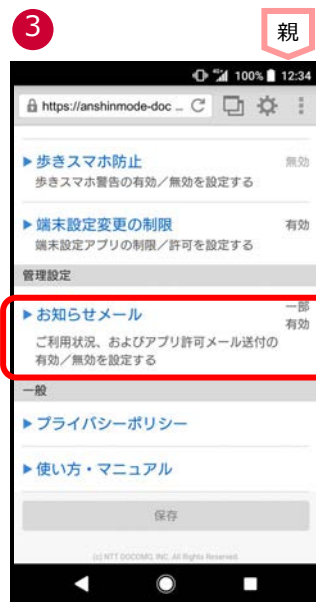 3
親
100% 12:34
https://anshinmode-doc ...
▶歩きスマホ防止 無効
歩きスマホ警告の有効／無効を設定する
▶端末設定変更の制限 有効
端末設定アプリの制限／許可を設定する
管理設定
▶お知らせメール 一部
有効
ご利用状況、およびアプリ許可メール送付の
有効／無効を設定する
一般
▶プライバシーポリシー
▶使い方・マニュアル
保存
(c) NTT DOCOMO, INC. All Rights Reserved.